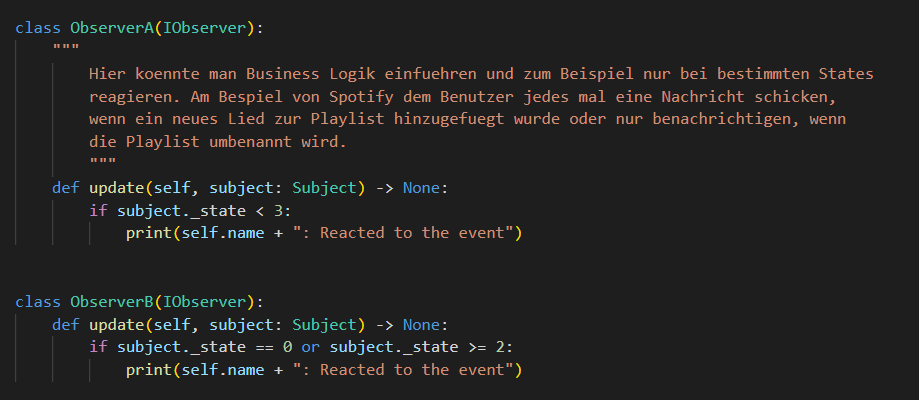 class ObserverA(IObserver):
    """
        Hier koennte man Business Logik einfuehren und zum Beispiel nur bei bestimmten States
        reagieren. Am Bespiel von Spotify dem Benutzer jedes mal eine Nachricht schicken,
        wenn ein neues Lied zur Playlist hinzugefuegt wurde oder nur benachrichtigen, wenn
        die Playlist umbenannt wird.
        """
    def update(self, subject: Subject) -> None:
        if subject._state < 3:
            print(self.name + ": Reacted to the event")
class ObserverB(IObserver):
    def update(self, subject: Subject) -> None:
        if subject._state == 0 or subject._state >= 2:
            print(self.name + ": Reacted to the event")